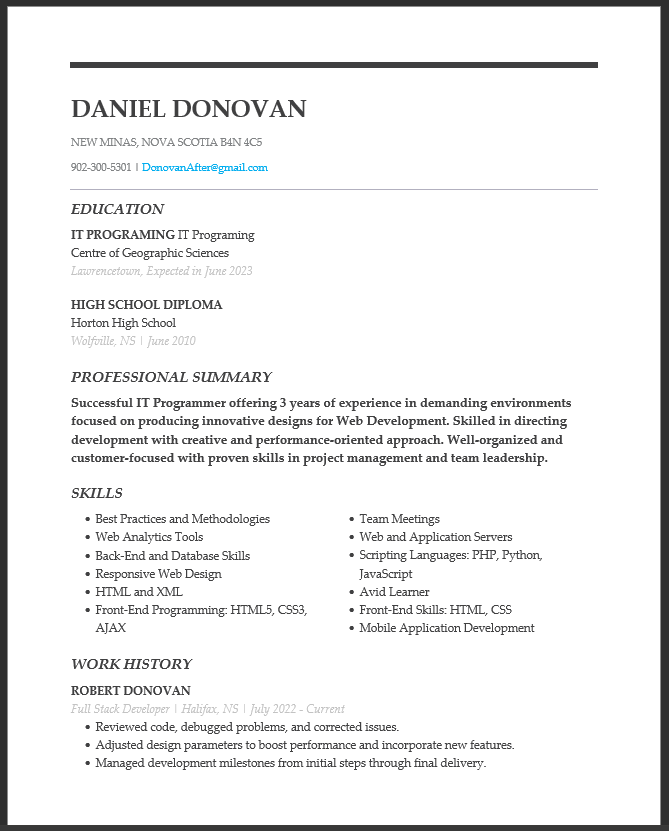 DANIEL DONOVAN
NEW MINAS, NOVA SCOTIA B4N 4C5
902-300-5301 | DonovanAfter@gmail.com
EDUCATION
IT PROGRAMING IT Programing
Centre of Geographic Sciences
Lawrencetown, Expected in June 2023
HIGH SCHOOL DIPLOMA
Horton High School
Wolfville, NS | June 2010
PROFESSIONAL SUMMARY
Successful IT Programmer offering 3 years of experience in demanding environments
focused on producing innovative designs for Web Development. Skilled in directing
development with creative and performance-oriented approach. Well-organized and
customer-focused with proven skills in project management and team leadership.
SKILLS
• Best Practices and Methodologies
• Web Analytics Tools
• Back-End and Database Skills
• Responsive Web Design
• HTML and XML
• Front-End Programming: HTML5, CSS3,
AJAX
• Team Meetings
• Web and Application Servers
• Scripting Languages: PHP, Python,
JavaScript
• Avid Learner
• Front-End Skills: HTML, CSS
• Mobile Application Development
WORK HISTORY
ROBERT DONOVAN
Full Stack Developer | Halifax, NS | July 2022 - Current
• Reviewed code, debugged problems, and corrected issues.
• Adjusted design parameters to boost performance and incorporate new features.
• Managed development milestones from initial steps through final delivery.